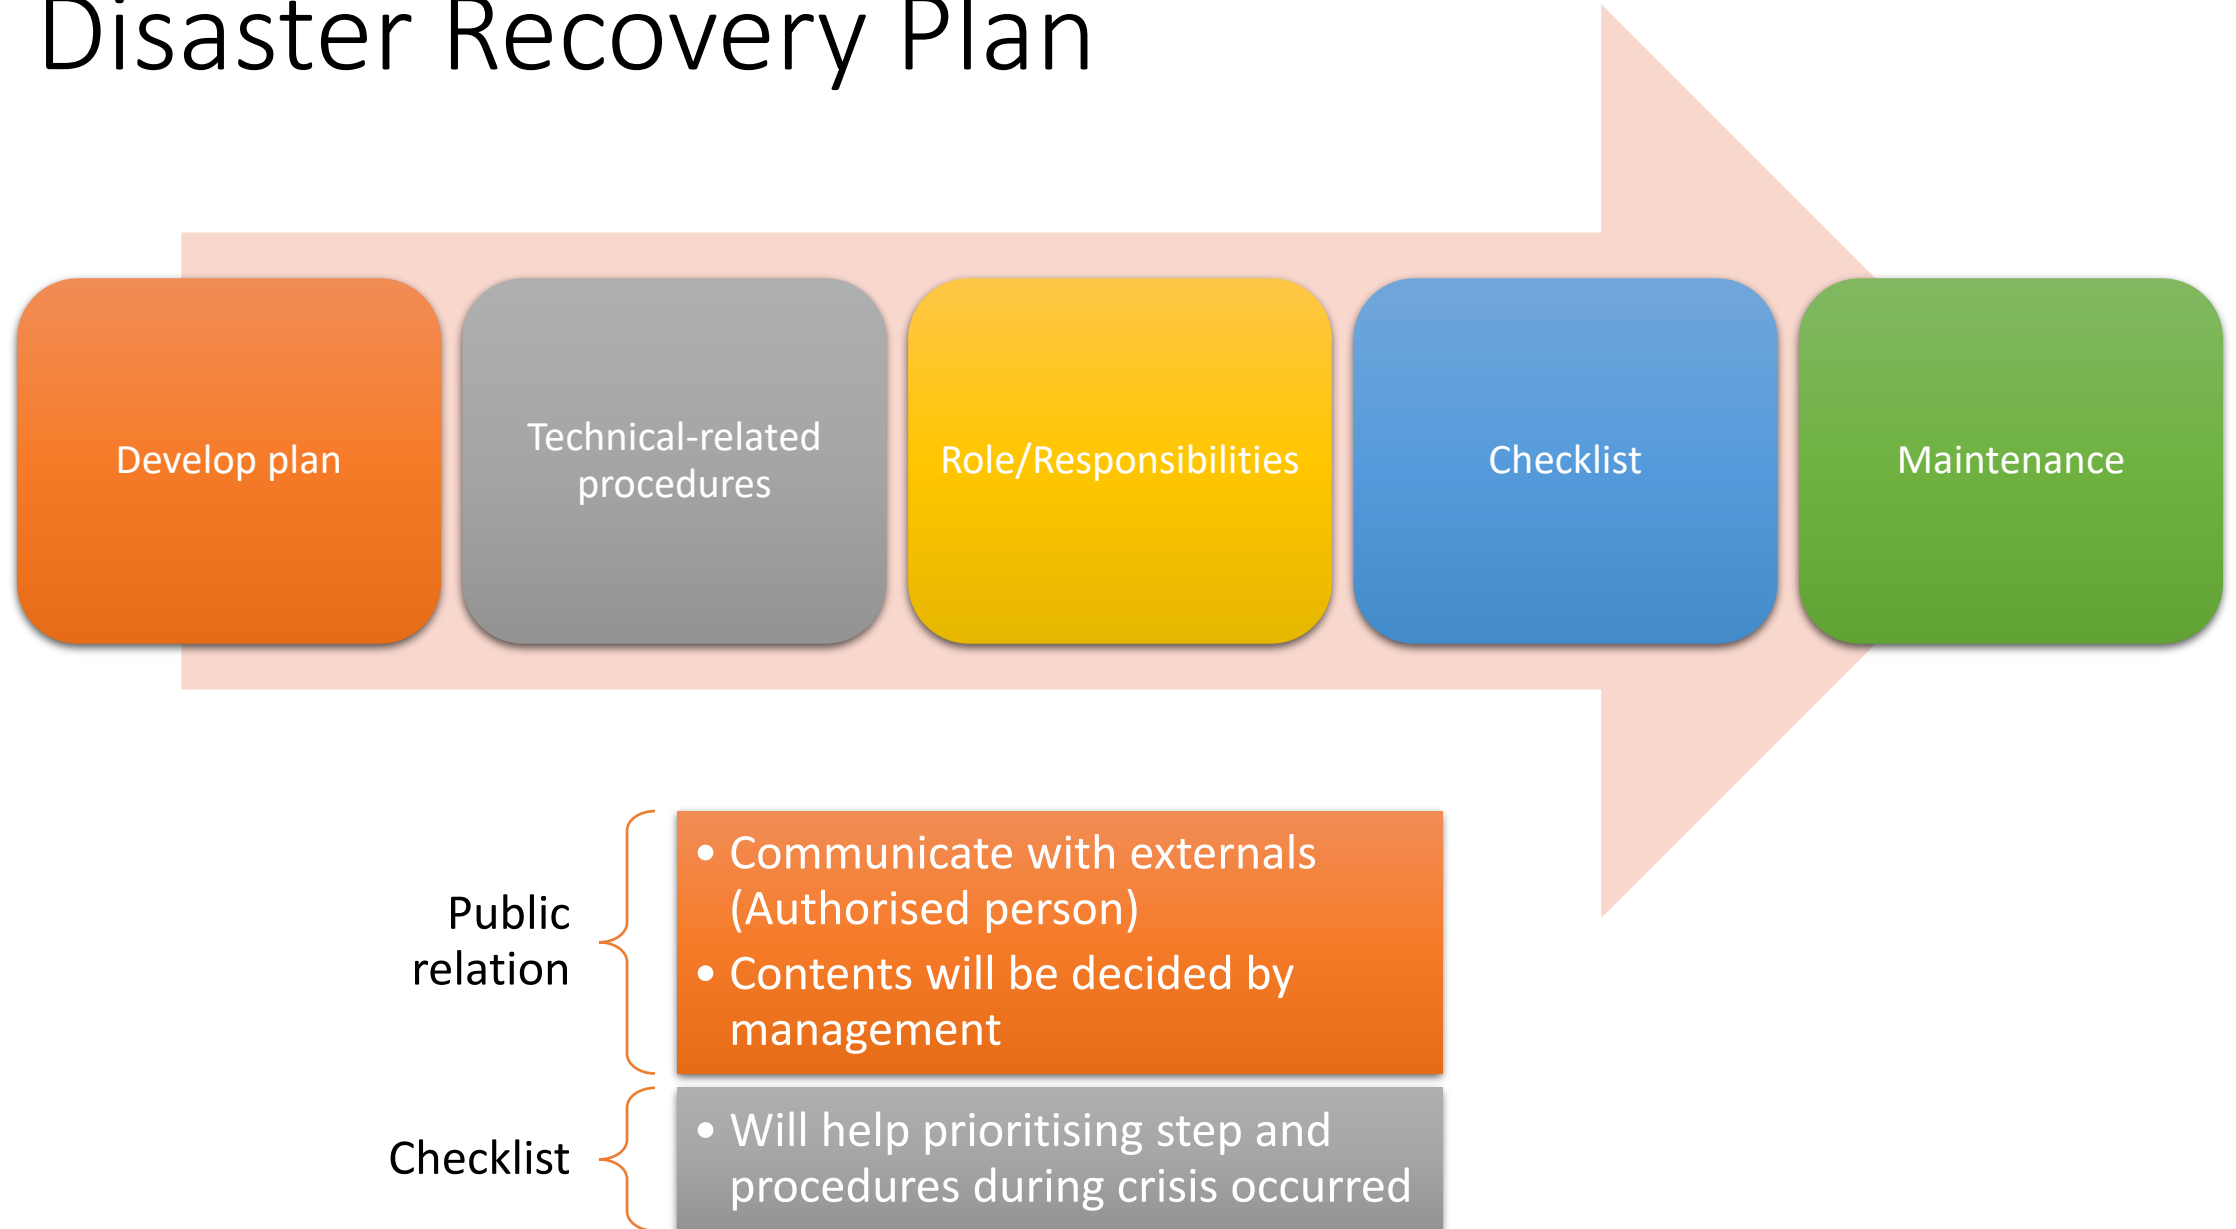 Disaster Recovery Plan
Develop plan
Technical-related
procedures
Role/Responsibilities
Checklist
Maintenance
Public
relation
• Communicate with externals
(Authorised person)
• Contents will be decided by
management
Checklist
• Will help prioritising step and
procedures during crisis occurred